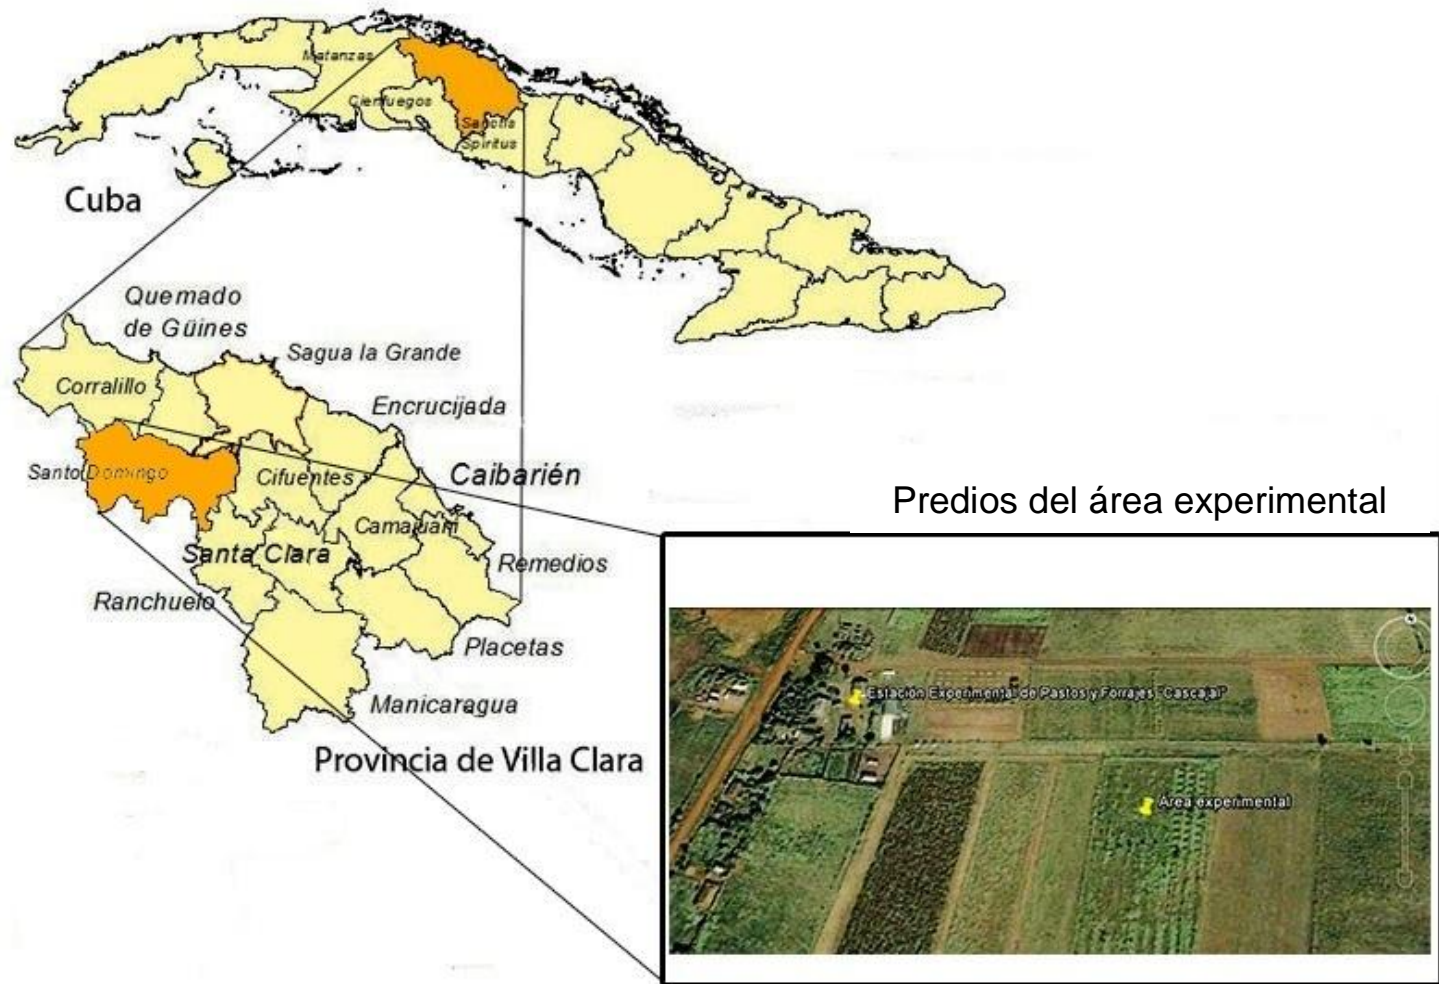 Matanzas
Cienfuegos
Sanctis
Spiritus
Cuba
Quemado
de Güines
Sagua la Grande
Corralillo
Encrucijada
Santo Domingo
Cifuentes
Caibarién
Camajuaní
Santa Clara
Remedios
Ranchuelo
Placetas
Manicaragua
Provincia de Villa Clara
Predios del área experimental
Estación Experimental de Pastos y Forrajes "Cascajal"
Area experimental